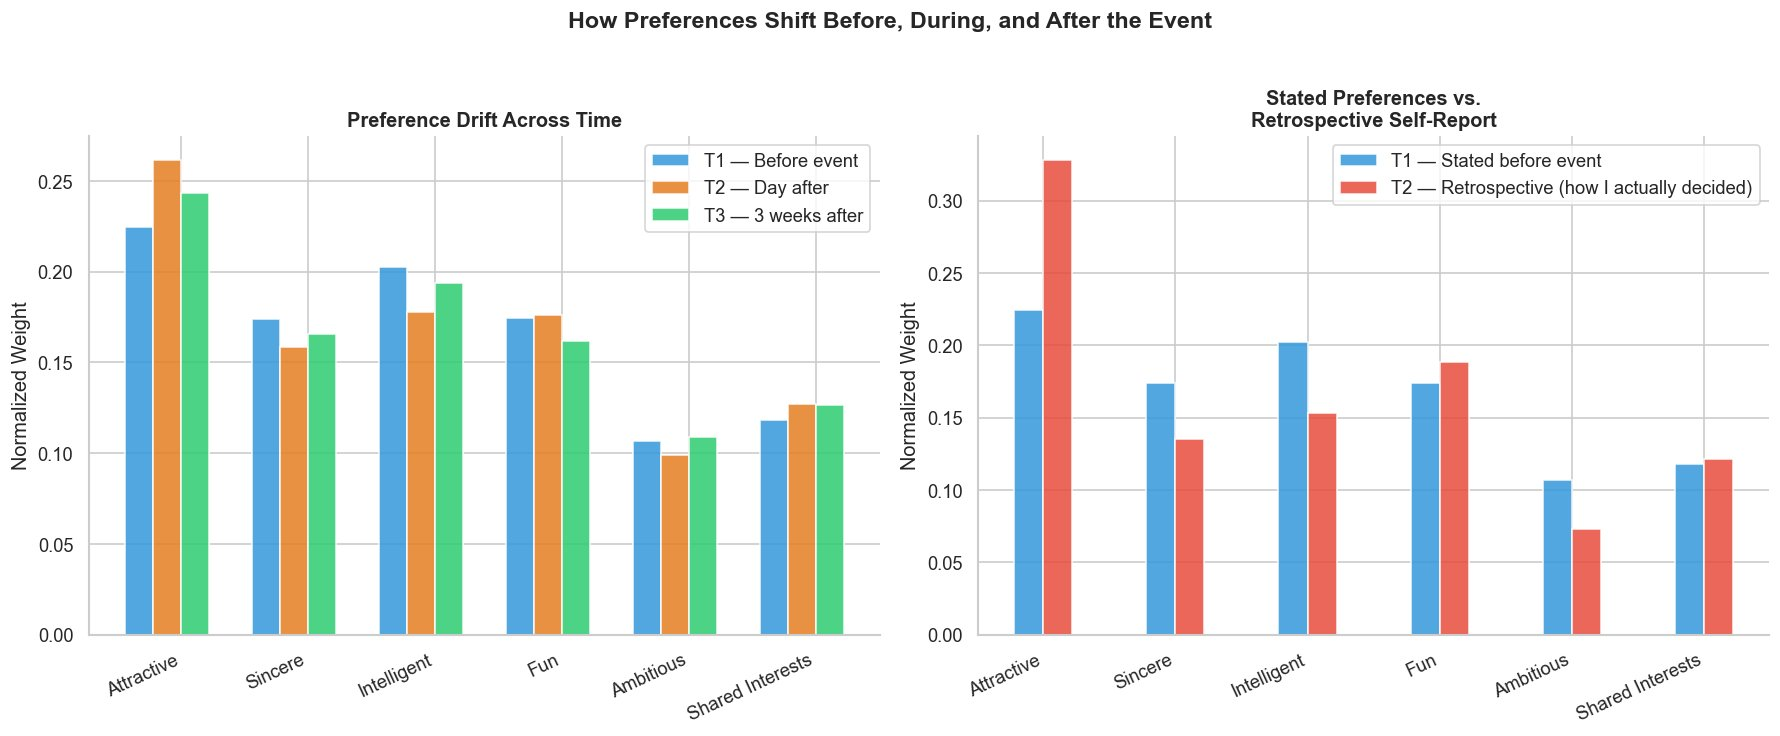 How Preferences Shift Before, During, and After the Event
Preference Drift Across Time
Normalized Weight
0.25
0.20
0.15
0.10
0.05
0.00
T1 — Before event
T2 — Day after
T3 — 3 weeks after
Attractive
Sincere
Intelligent
Fun
Ambitious
Shared Interests
Stated Preferences vs.
Retrospective Self-Report
Normalized Weight
0.30
0.25
0.20
0.15
0.10
0.05
0.00
T1 — Stated before event
T2 — Retrospective (how I actually decided)
Attractive
Sincere
Intelligent
Fun
Ambitious
Shared Interests